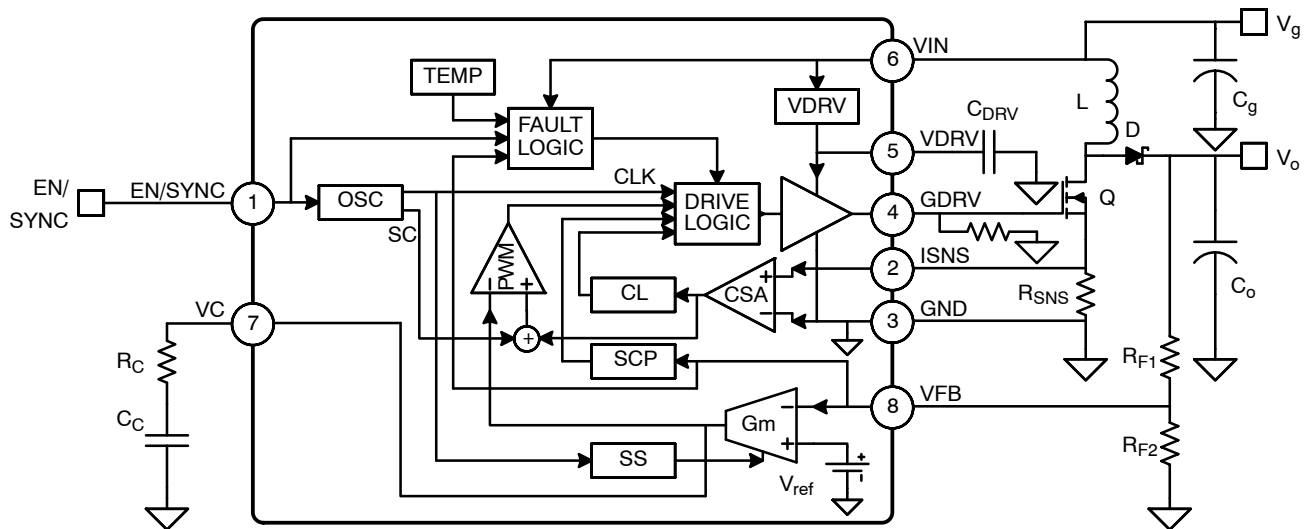 VIN
6
Vg
TEMP
VDRV
L
Cg
FAULT
LOGIC
CDRV
VDRV
5
D
Vo
EN/
SYNC
EN/SYNC
1
OSC
CLK
SC
DRIVE
LOGIC
GDRV
4
Q
PWM
−
+
CL
CSA
+
−
ISNS
2
RSNS
Co
VC
7
+
GND
3
RC
SCP
RF1
CC
VFB
8
Gm
−
+
SS
Vref
+
−
RF2